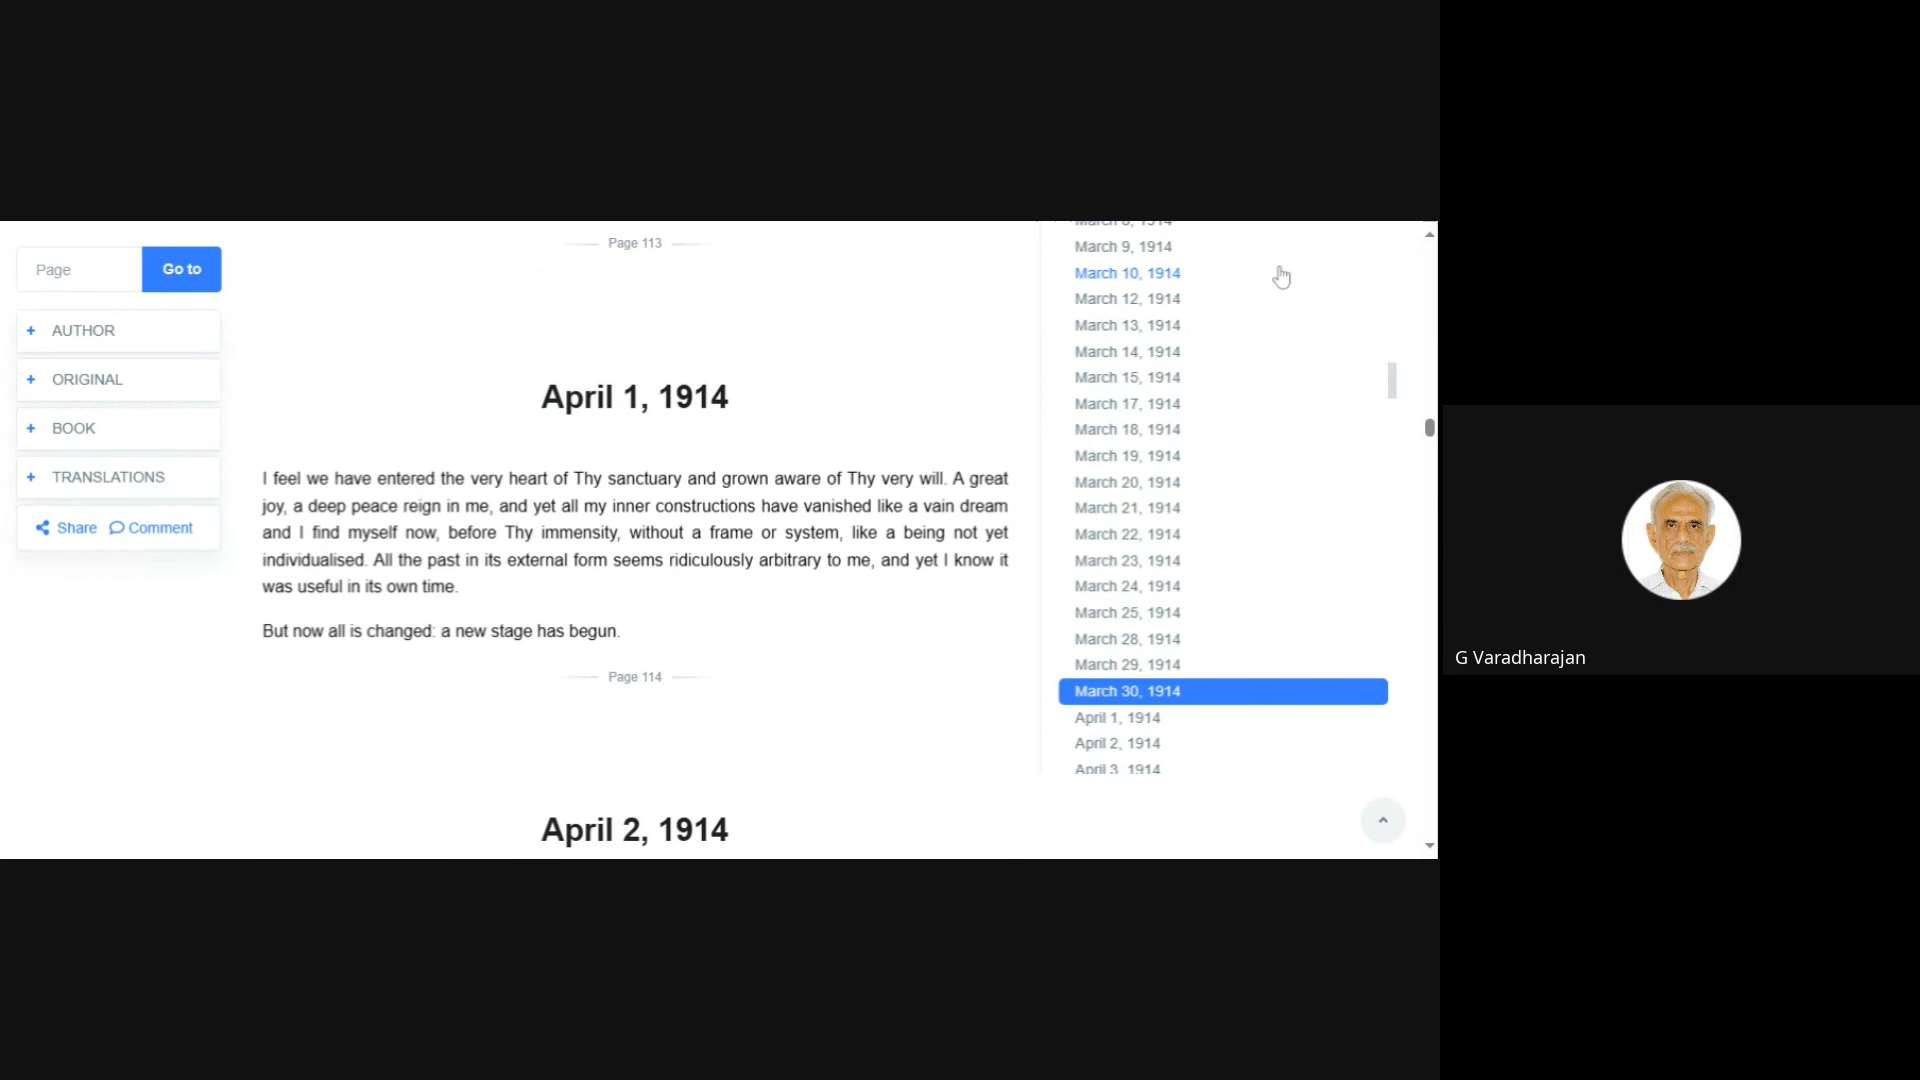 Page
Go to
+ AUTHOR
+ ORIGINAL
+ BOOK
+ TRANSLATIONS
Share Comment
Page 113
April 1, 1914
I feel we have entered the very heart of Thy sanctuary and grown aware of Thy very will. A great
joy, a deep peace reign in me, and yet all my inner constructions have vanished like a vain dream
and I find myself now, before Thy immensity, without a frame or system, like a being not yet
individualised. All the past in its external form seems ridiculously arbitrary to me, and yet I know it
was useful in its own time.
But now all is changed: a new stage has begun.
Page 114
April 2, 1914
March 9, 1914
March 10, 1914
March 12, 1914
March 13, 1914
March 14, 1914
March 15, 1914
March 17, 1914
March 18, 1914
March 19, 1914
March 20, 1914
March 21, 1914
March 22, 1914
March 23, 1914
March 24, 1914
March 25, 1914
March 28, 1914
March 29, 1914
March 30, 1914
April 1, 1914
April 2, 1914
April 3, 1914
G Varadharajan